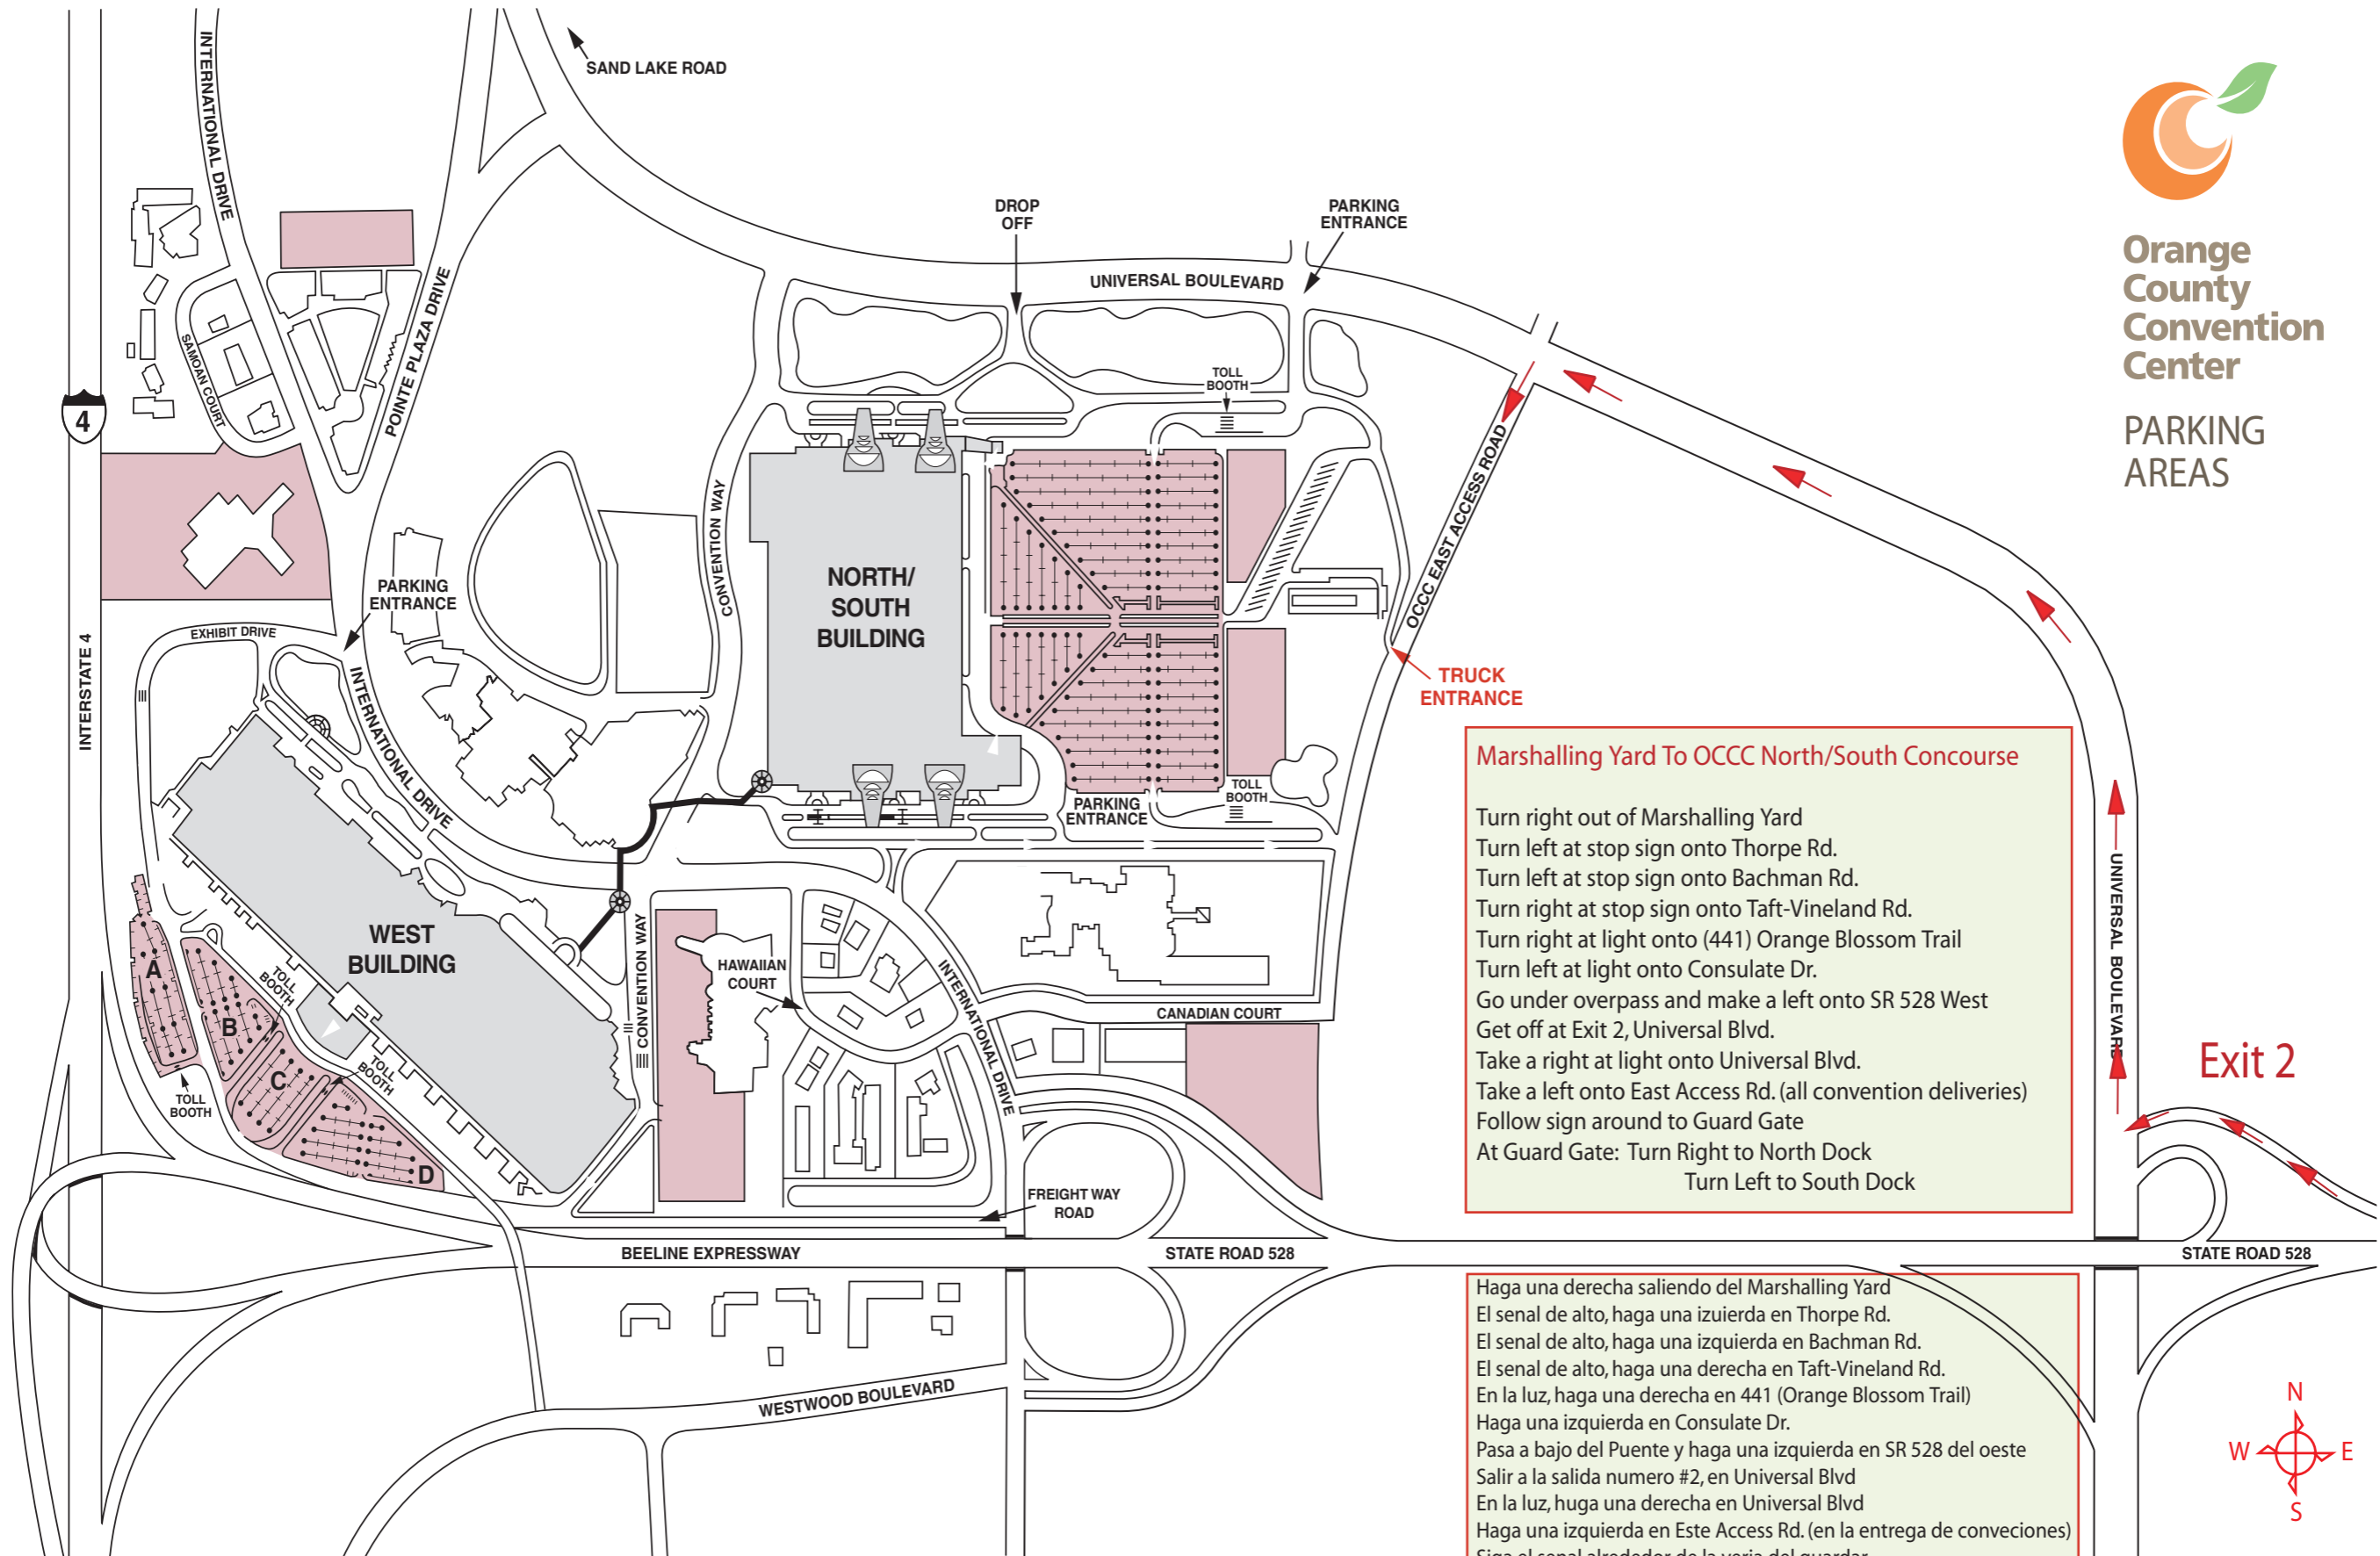 SAND LAKE ROAD
INTERNATIONAL DRIVE
DROP
OFF
PARKING
ENTRANCE
UNIVERSAL BOULEVARD
Orange
County
Convention
Center
PARKING
AREAS
POINTE PLAZA DRIVE
SAMOAN COURT
4
TOLL
BOOTH
OCCC EAST ACCESS ROAD
CONVENTION WAY
NORTH/
SOUTH
BUILDING
PARKING
ENTRANCE
EXHIBIT DRIVE
INTERSTATE 4
INTERNATIONAL DRIVE
TRUCK
ENTRANCE
TOLL
BOOTH
PARKING
ENTRANCE
Marshalling Yard To OCCC North/South Concourse
Turn right out of Marshalling Yard
Turn left at stop sign onto Thorpe Rd.
Turn left at stop sign onto Bachman Rd.
Turn right at stop sign onto Taft-Vineland Rd.
Turn right at light onto (441) Orange Blossom Trail
Turn left at light onto Consulate Dr.
Go under overpass and make a left onto SR 528 West
Get off at Exit 2, Universal Blvd.
Take a right at light onto Universal Blvd.
Take a left onto East Access Rd. (all convention deliveries)
Follow sign around to Guard Gate
At Guard Gate: Turn Right to North Dock
Turn Left to South Dock
UNIVERSAL BOULEVARD
Exit 2
WEST
BUILDING
A
B
C
D
TOLL
BOOTH
TOLL
BOOTH
TOLL
BOOTH
CONVENTION WAY
HAWAIIAN
COURT
INTERNATIONAL DRIVE
CANADIAN COURT
FREIGHT WAY
ROAD
BEELINE EXPRESSWAY
STATE ROAD 528
STATE ROAD 528
WESTWOOD BOULEVARD
Haga una derecha saliendo del Marshalling Yard
El senal de alto, haga una izuierda en Thorpe Rd.
El senal de alto, haga una izquierda en Bachman Rd.
El senal de alto, haga una derecha en Taft-Vineland Rd.
En la luz, haga una derecha en 441 (Orange Blossom Trail)
Haga una izquierda en Consulate Dr.
Pasa a bajo del Puente y haga una izquierda en SR 528 del oeste
Salir a la salida numero #2, en Universal Blvd
En la luz, huga una derecha en Universal Blvd
Haga una izquierda en Este Access Rd. (en la entrega de conveciones)
Siga el senal alrededor de la veria del guardar
N
W
E
S